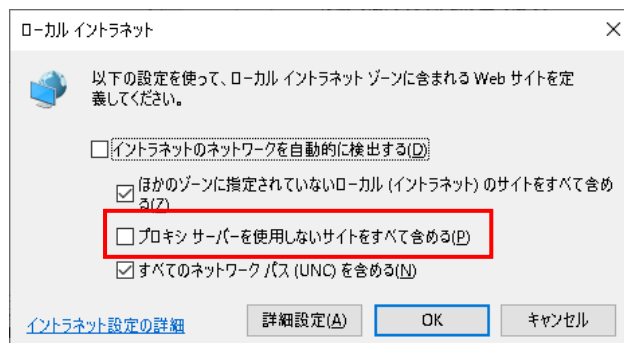 ローカル イントラネット
以下の設定を使って、ローカル イントラネット ゾーンに含まれる Web サイトを定
義してください。
イントラネットのネットワークを自動的に検出する(D)
ほかのゾーンに指定されていないローカル (イントラネット) のサイトをすべて含め
る(Z)
プロキシ サーバーを使用しないサイトをすべて含める(P)
すべてのネットワーク パス (UNC) を含める(N)
イントラネット設定の詳細
詳細設定(A)
OK
キャンセル